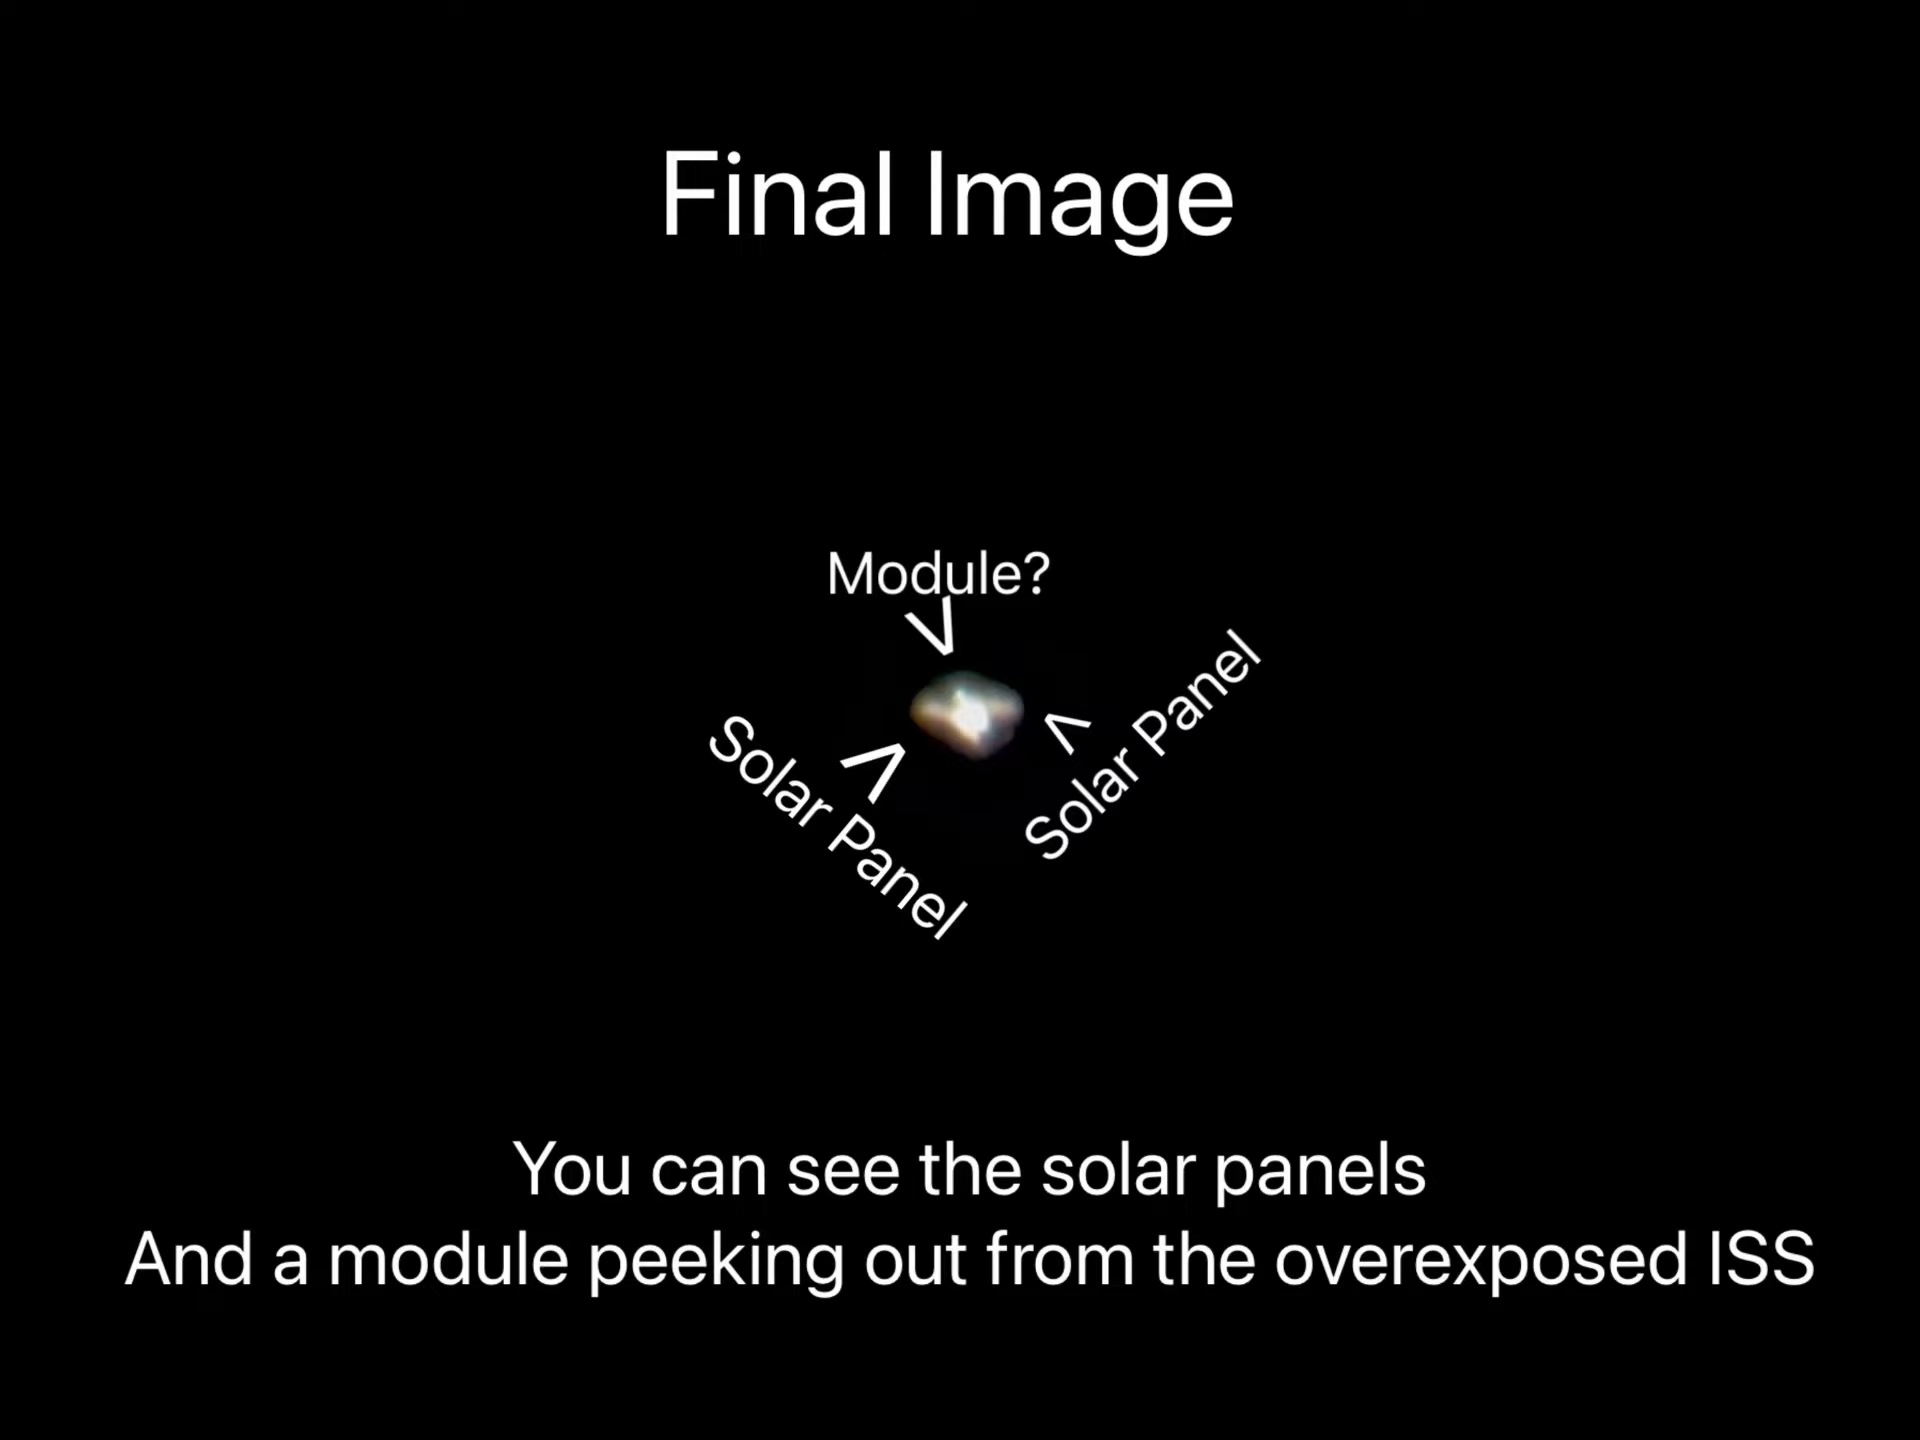 Final Image
Module?
Solar Panel
Solar Panel
You can see the solar panels
And a module peeking out from the overexposed ISS